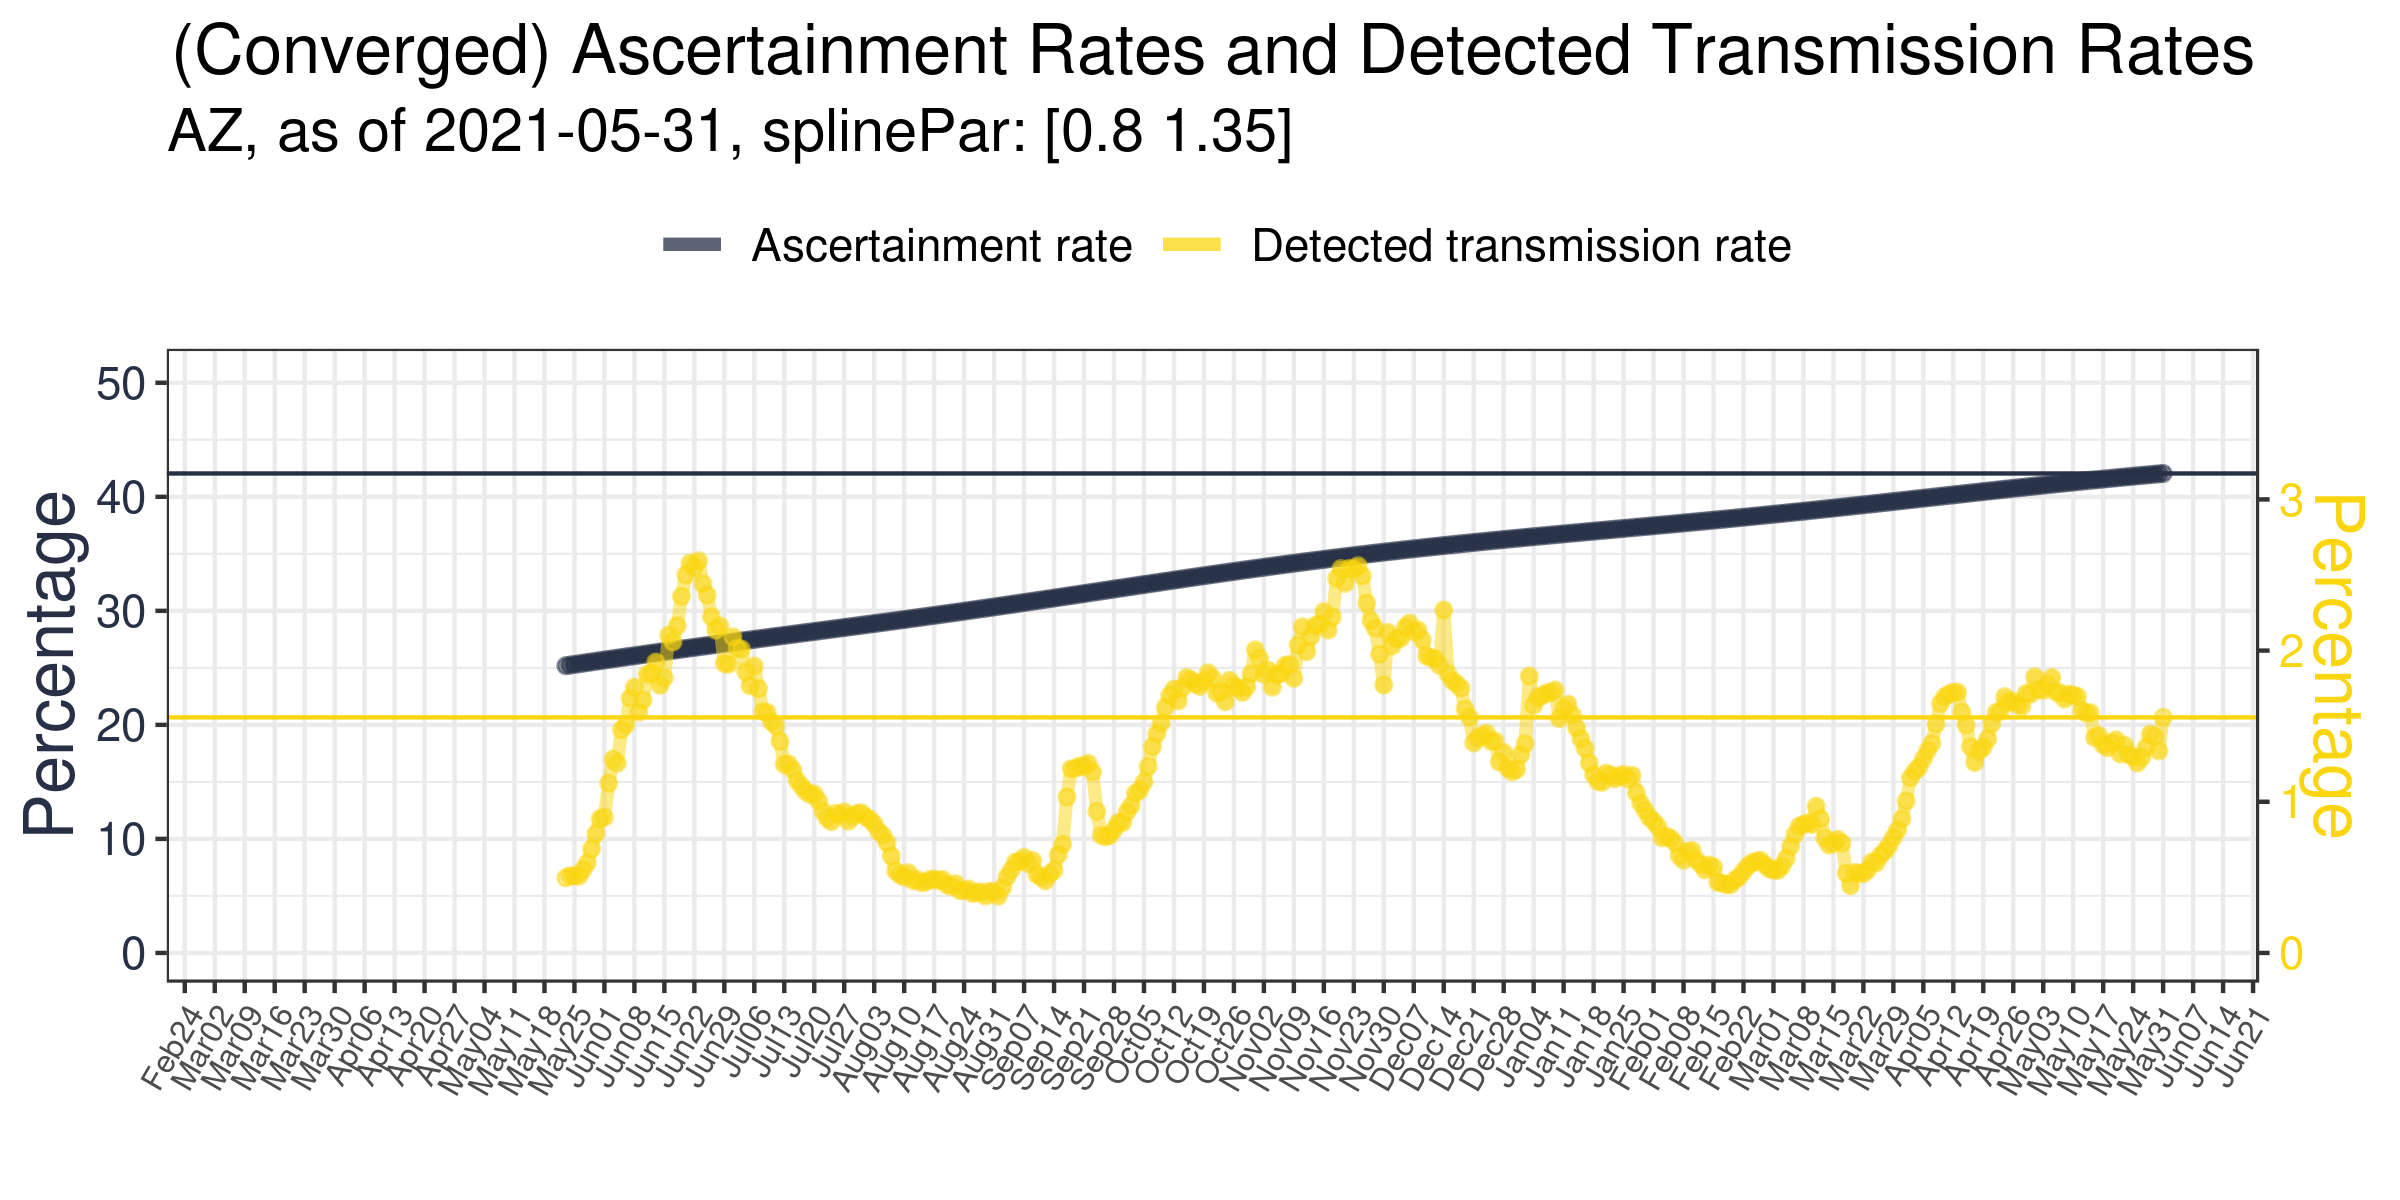 (Converged) Ascertainment Rates and Detected Transmission Rates
AZ, as of 2021-05-31, splinePar: [0.8 1.35]
Ascertainment rate Detected transmission rate
Percentage
50
40
30
20
10
0
3
2
1
0
Percentage
Feb24 Mar02 Mar09 Mar16 Mar23 Mar30 Apr06 Apr13 Apr20 Apr27 May04 May11 May18 May25 Jun01 Jun08 Jun15 Jun22 Jun29 Jul06 Jul13 Jul20 Jul27 Aug03 Aug10 Aug17 Aug24 Aug31 Sep07 Sep14 Sep21 Sep28 Oct05 Oct12 Oct19 Oct26 Nov02 Nov09 Nov16 Nov23 Nov30 Dec07 Dec14 Dec21 Dec28 Jan04 Jan11 Jan18 Jan25 Feb01 Feb08 Feb15 Feb22 Mar01 Mar08 Mar15 Mar22 Mar29 Apr05 Apr12 Apr19 Apr26 May03 May10 May17 May24 May31 Jun07 Jun14 Jun21